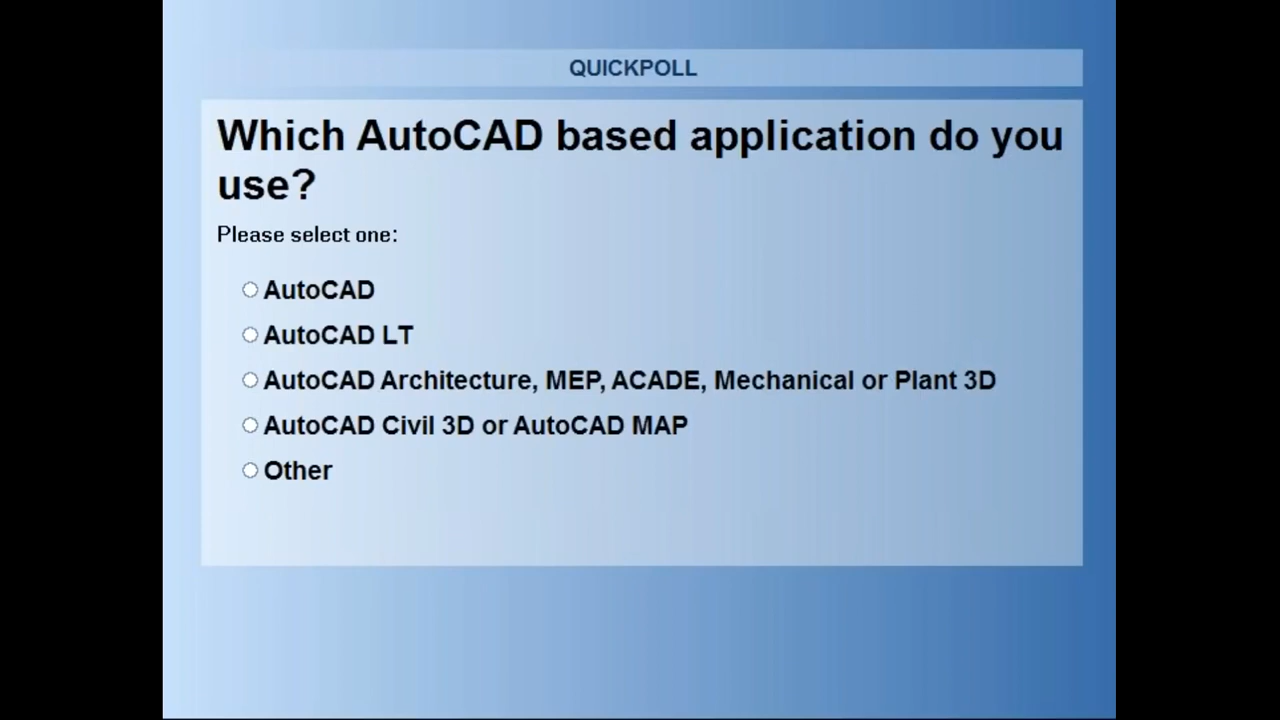 QUICKPOLL
Which AutoCAD based application do you
use?
Please select one:
AutoCAD
AutoCAD LT
AutoCAD Architecture, MEP, ACADE, Mechanical or Plant 3D
AutoCAD Civil 3D or AutoCAD MAP
Other